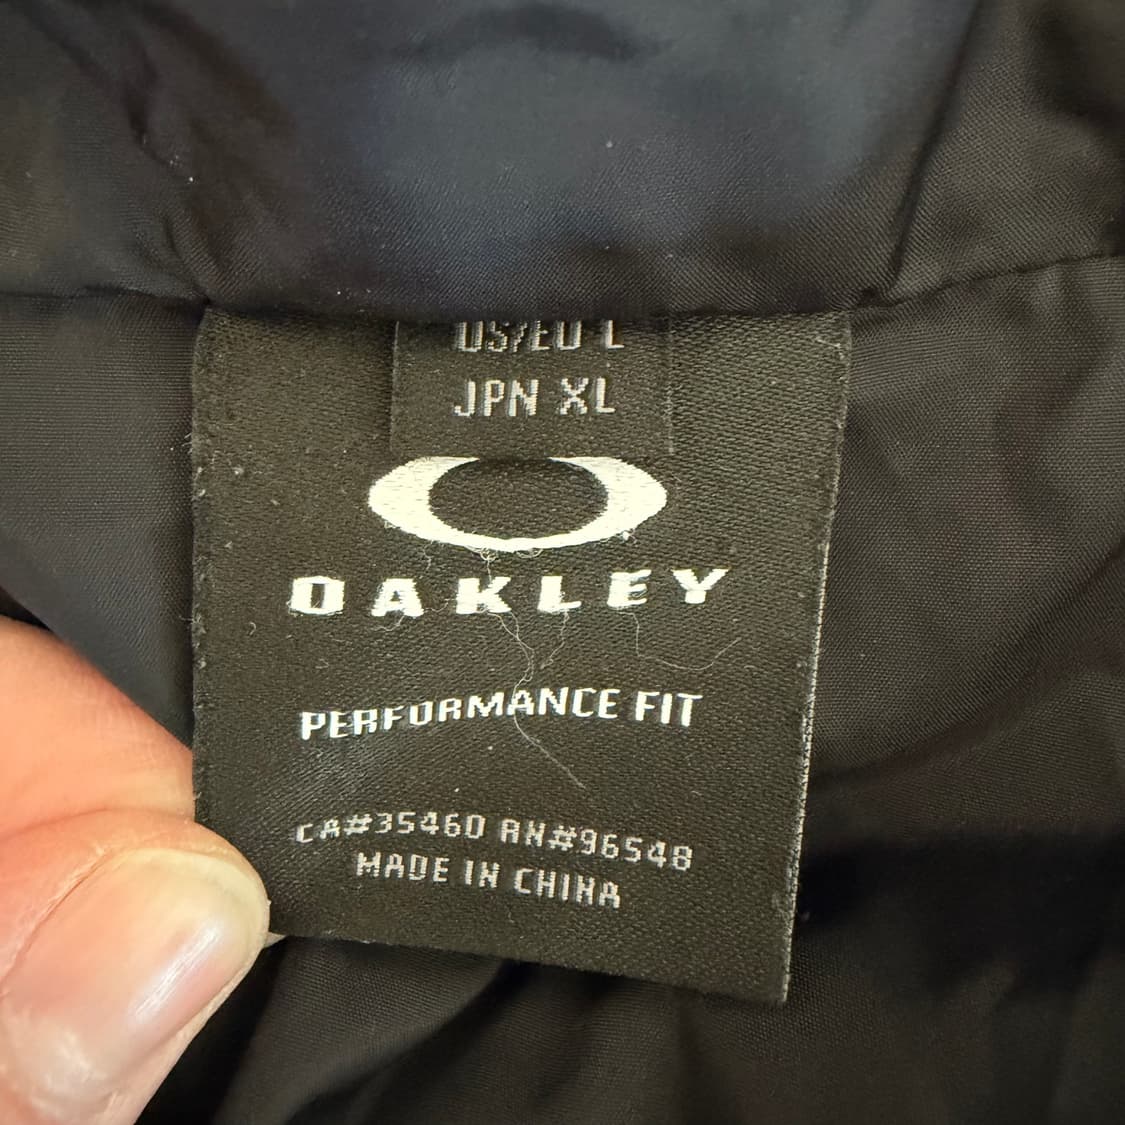 US/EU L
JPN XL
OAKLEY
PERFORMANCE FIT
CA#35460 RN#96548
MADE IN CHINA